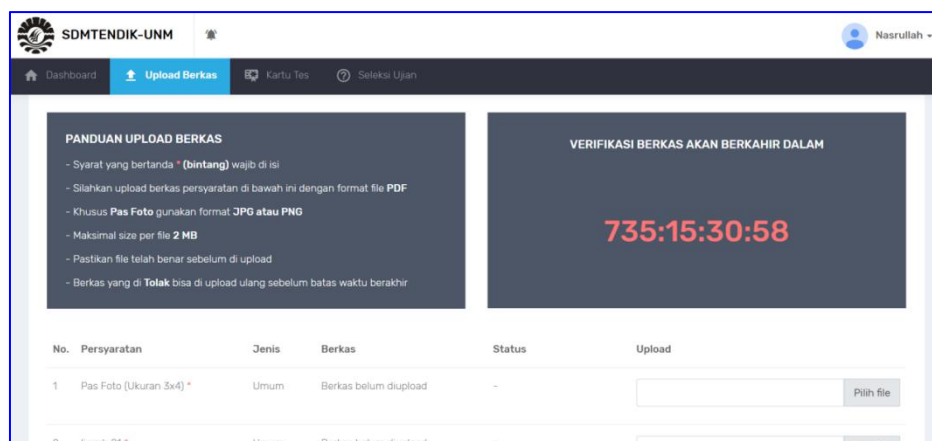 SDMTENDIK-UNM
Nasrullah
Dashboard Upload Berkas Kartu Tes Seleksi Ujian
PANDUAN UPLOAD BERKAS
- Syarat yang bertanda * (bintang) wajib di isi
- Silahkan upload berkas persyaratan di bawah ini dengan format file PDF
- Khusus Pas Foto gunakan format JPG atau PNG
- Maksimal size per file 2 MB
- Pastikan file telah benar sebelum di upload
- Berkas yang di Tolak bisa di upload ulang sebelum batas waktu berakhir
VERIFIKASI BERKAS AKAN BERKAHIR DALAM
735:15:30:58
No. Persyaratan Jenis Berkas Status Upload
1 Pas Foto (Ukuran 3x4) * Umum Berkas belum diupload - Pilih file